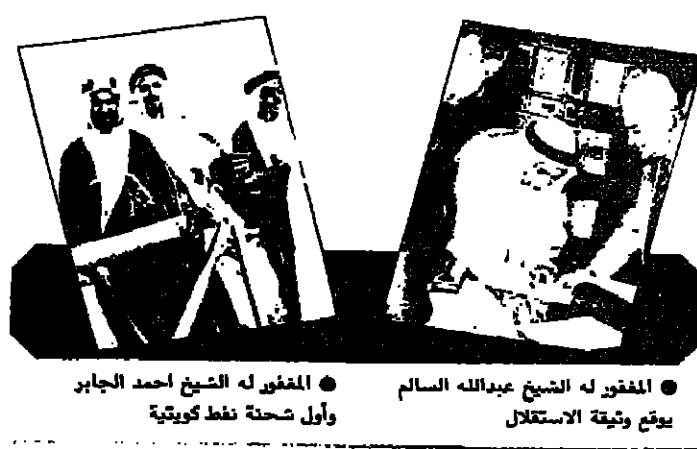 ● المغفور له الشيخ عبدالله السالم
يوقع وثيقة الاستقلال
● المغفور له الشيخ احمد الجابر
وأول شحنة نفط كويتية